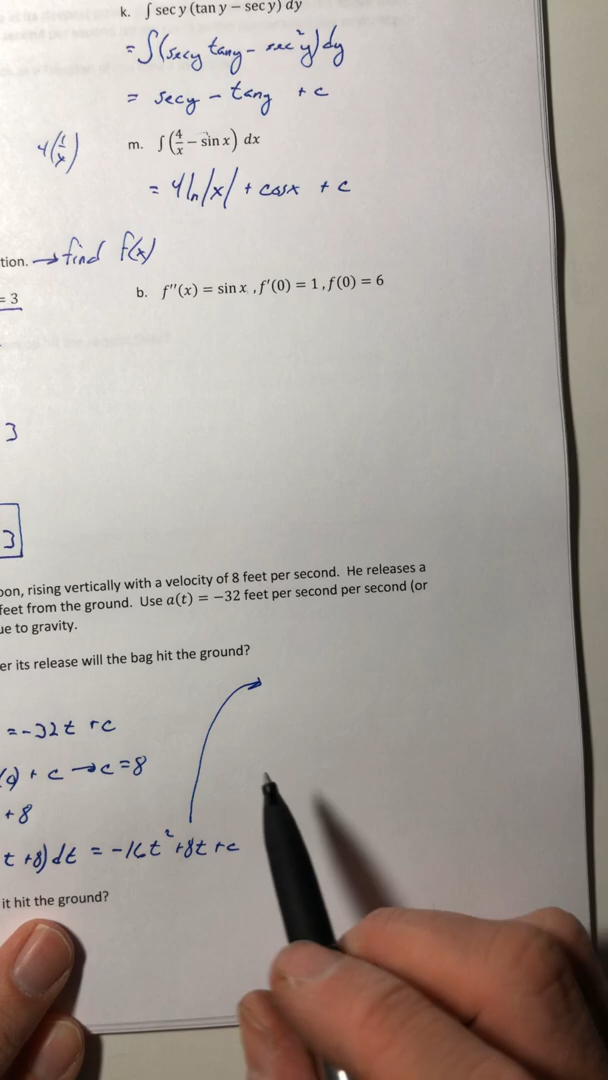 k. ∫ sec y (tan y − sec y) dy
= ∫(secy tany - sec²y)dy
= secy - tany + c
4(1/x)
m. ∫(4/x − sin x) dx
= 4ln|x| + cosx + c
tion. → find f(x)
= 3
b. f''(x) = sin x , f'(0) = 1 , f(0) = 6
3
3
oon, rising vertically with a velocity of 8 feet per second. He releases a
feet from the ground. Use a(t) = −32 feet per second per second (or
ue to gravity.
er its release will the bag hit the ground?
= -32t + c
(0) + c → c = 8
+8
t +8)dt = -16t² +8t + c
it hit the ground?